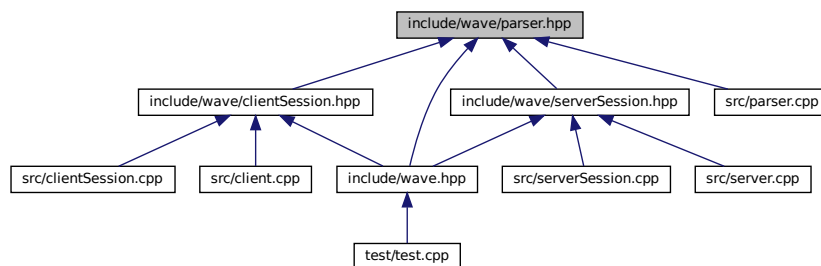 include/wave/parser.hpp
include/wave/clientSession.hpp
include/wave/serverSession.hpp
src/parser.cpp
src/clientSession.cpp
src/client.cpp
include/wave.hpp
src/serverSession.cpp
src/server.cpp
test/test.cpp